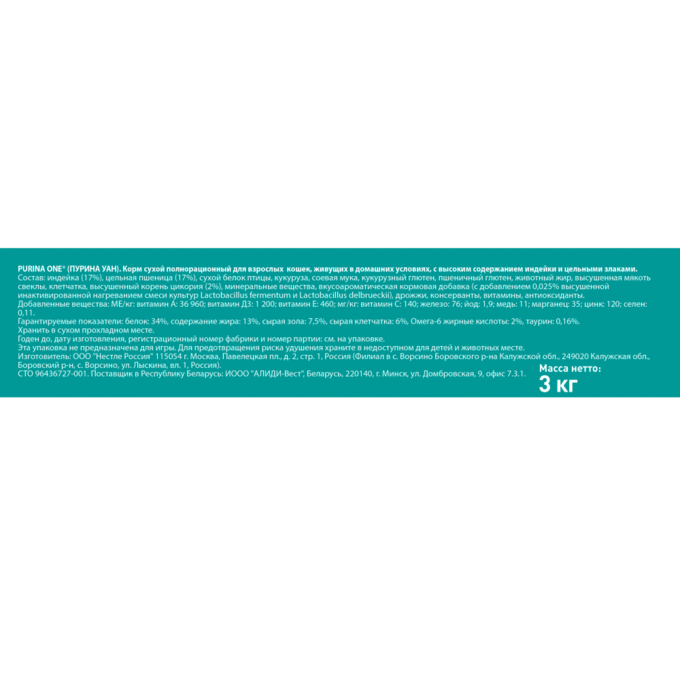 PURINA ONE® (ПУРИНА УАН). Корм сухой полнорационный для взрослых кошек, живущих в домашних условиях, с высоким содержанием индейки и цельными злаками.
Состав: индейка (17%), цельная пшеница (17%), сухой белок птицы, кукуруза, соевая мука, кукурузный глютен, пшеничный глютен, животный жир, высушенная мякоть
свеклы, клетчатка, высушенный корень цикория (2%), минеральные вещества, вкусоароматическая кормовая добавка (с добавлением 0,025% высушенной
инактивированной нагреванием смеси культур Lactobacillus fermentum и Lactobacillus delbrueckii), дрожжи, консерванты, витамины, антиоксиданты.
Добавленные вещества: МЕ/кг: витамин А: 36 960; витамин Д3: 1 200; витамин Е: 460; мг/кг: витамин С: 140; железо: 76; йод: 1,9; медь: 11; марганец: 35; цинк: 120; селен:
0,11.
Гарантируемые показатели: белок: 34%, содержание жира: 13%, сырая зола: 7,5%, сырая клетчатка: 6%, Омега-6 жирные кислоты: 2%, таурин: 0,16%.
Хранить в сухом прохладном месте.
Годен до, дату изготовления, регистрационный номер фабрики и номер партии: см. на упаковке.
Эта упаковка не предназначена для игры. Для предотвращения риска удушения храните в недоступном для детей и животных месте.
Изготовитель: ООО "Нестле Россия" 115054 г. Москва, Павелецкая пл., д. 2, стр. 1, Россия (Филиал в с. Ворсино Боровского р-на Калужской обл., 249020 Калужская обл.,
Боровский р-н, с. Ворсино, ул. Лыскина, вл. 1, Россия).
СТО 96436727-001. Поставщик в Республику Беларусь: ИООО "АЛИДИ-Вест", Беларусь, 220140, г. Минск, ул. Домбровская, 9, офис 7.3.1.
Масса нетто:
3 кг